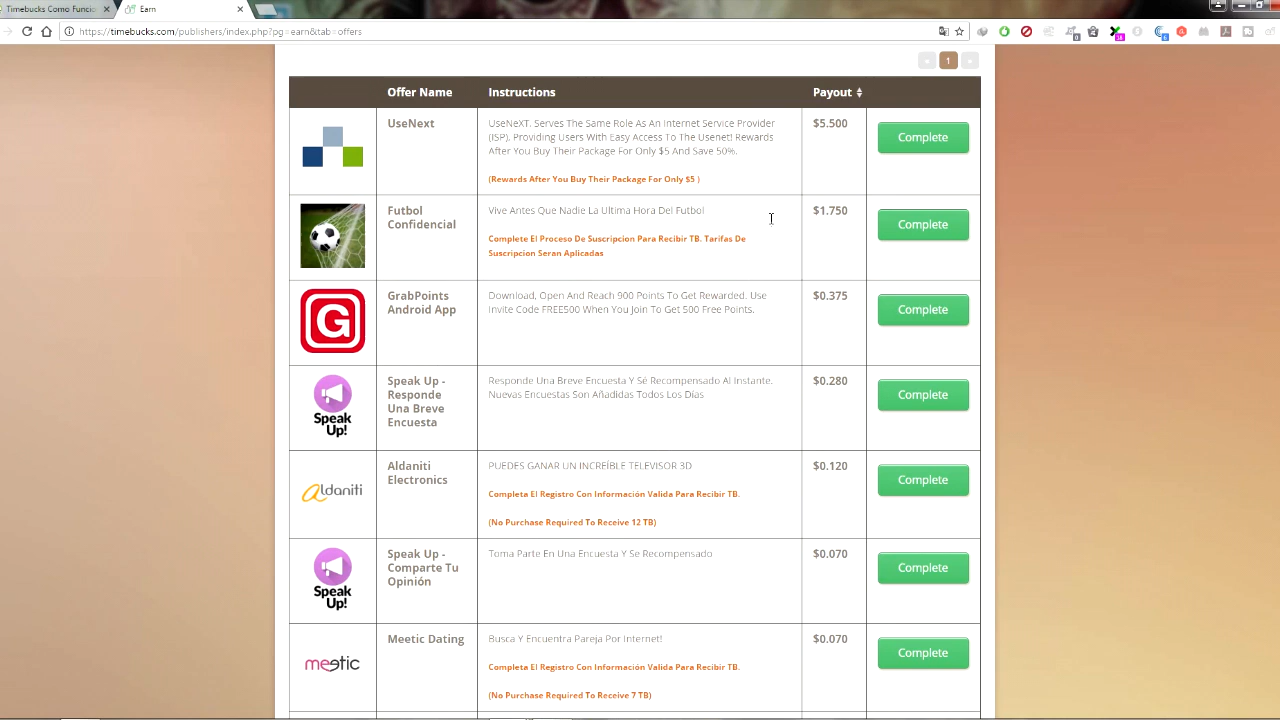 Timebucks Como Funcio
Earn
https://timebucks.com/publishers/index.php?pg=earn&tab=offers
« 1 »
Offer Name Instructions Payout
UseNext
UseNeXT. Serves The Same Role As An Internet Service Provider
(ISP). Providing Users With Easy Access To The Usenet! Rewards
After You Buy Their Package For Only $5 And Save 50%.
(Rewards After You Buy Their Package For Only $5 )
$5.500
Complete
Futbol
Confidencial
Vive Antes Que Nadie La Ultima Hora Del Futbol
Complete El Proceso De Suscripcion Para Recibir TB. Tarifas De
Suscripcion Seran Aplicadas
$1.750
Complete
G
GrabPoints
Android App
Download, Open And Reach 900 Points To Get Rewarded. Use
Invite Code FREE500 When You Join To Get 500 Free Points.
$0.375
Complete
Speak
Up!
Speak Up -
Responde
Una Breve
Encuesta
Responde Una Breve Encuesta Y Sé Recompensado Al Instante.
Nuevas Encuestas Son Añadidas Todos Los Días
$0.280
Complete
aldaniti
Aldaniti
Electronics
PUEDES GANAR UN INCREÍBLE TELEVISOR 3D
Completa El Registro Con Información Valida Para Recibir TB.
(No Purchase Required To Receive 12 TB)
$0.120
Complete
Speak
Up!
Speak Up -
Comparte Tu
Opinión
Toma Parte En Una Encuesta Y Se Recompensado
$0.070
Complete
meetic
Meetic Dating
Busca Y Encuentra Pareja Por Internet!
Completa El Registro Con Información Valida Para Recibir TB.
(No Purchase Required To Receive 7 TB)
$0.070
Complete